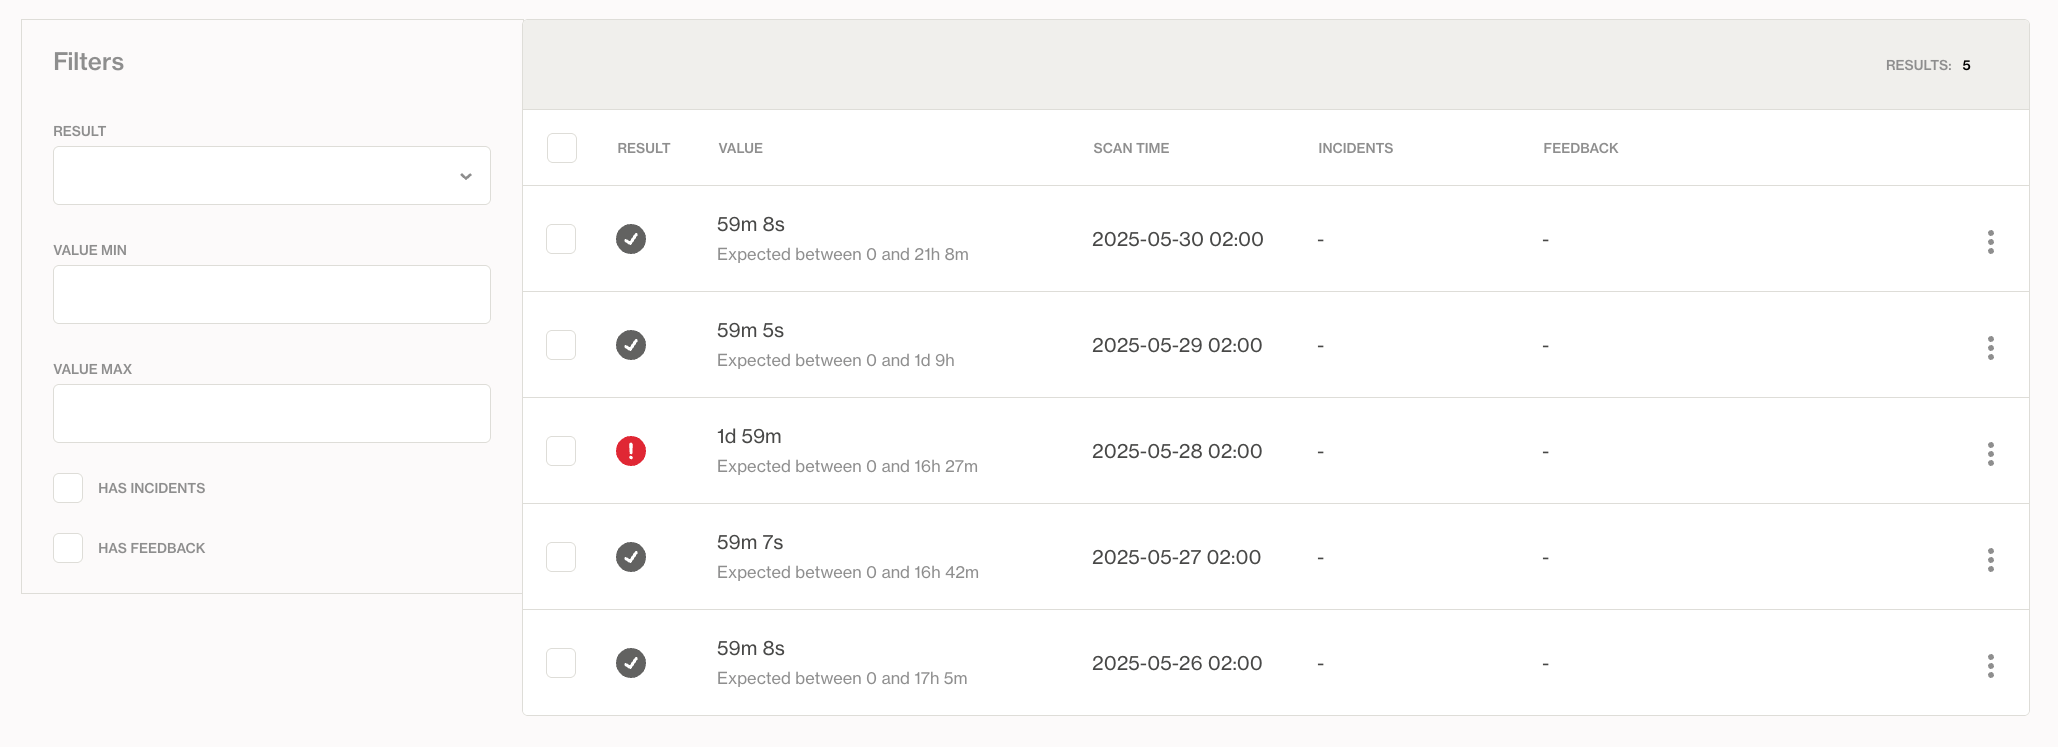 Filters
RESULT
VALUE MIN
VALUE MAX
HAS INCIDENTS
HAS FEEDBACK
RESULTS: 5
RESULT VALUE SCAN TIME INCIDENTS FEEDBACK
59m 8s
Expected between 0 and 21h 8m
2025-05-30 02:00 - -
59m 5s
Expected between 0 and 1d 9h
2025-05-29 02:00 - -
1d 59m
Expected between 0 and 16h 27m
2025-05-28 02:00 - -
59m 7s
Expected between 0 and 16h 42m
2025-05-27 02:00 - -
59m 8s
Expected between 0 and 17h 5m
2025-05-26 02:00 - -